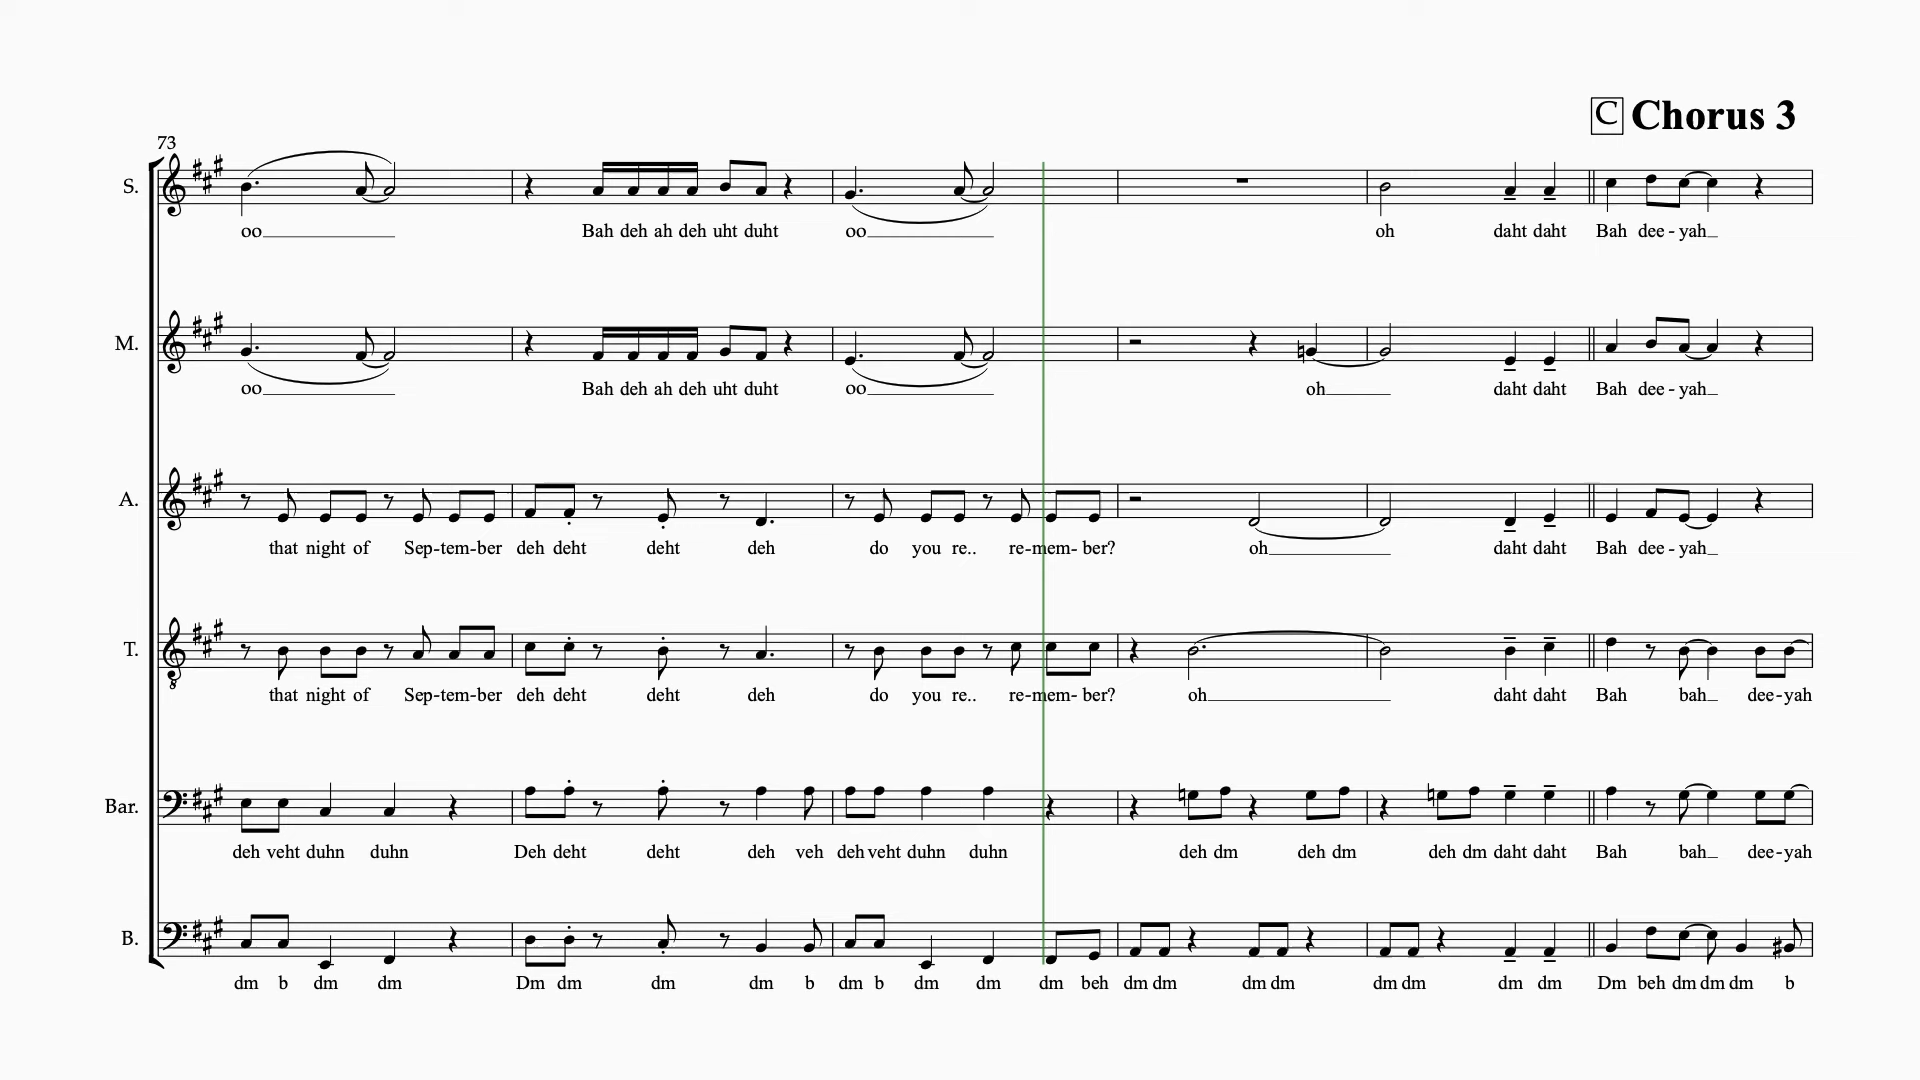 C Chorus 3
73
S.
oo Bah deh ah deh uht duht oo oh daht daht Bah dee - yah
M.
oo Bah deh ah deh uht duht oo oh daht daht Bah dee - yah
A.
that night of Sep-tem-ber deh deht deht deh do you re.. re-mem- ber? oh daht daht Bah dee - yah
T.
that night of Sep-tem-ber deh deht deht deh do you re.. re-mem- ber? oh daht daht Bah bah dee-yah
Bar.
deh veht duhn duhn Deh deht deht deh veh deh veht duhn duhn deh dm deh dm deh dm daht daht Bah bah dee-yah
B.
dm b dm dm Dm dm dm dm b dm b dm dm dm beh dm dm dm dm dm dm dm dm Dm beh dm dm dm b